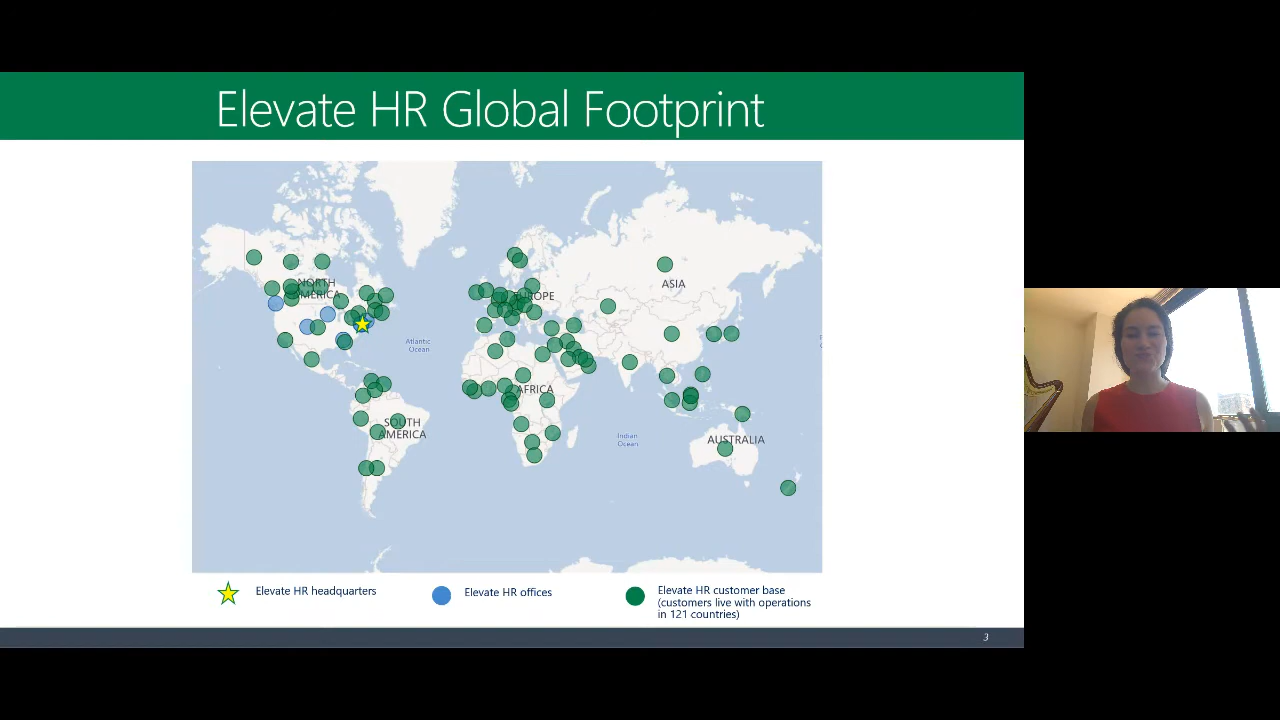 Elevate HR Global Footprint
NORTH
AMERICA
EUROPE
ASIA
Atlantic
Ocean
AFRICA
SOUTH
AMERICA
Indian
Ocean
AUSTRALIA
Elevate HR headquarters
Elevate HR offices
Elevate HR customer base
(customers live with operations
in 121 countries)
3